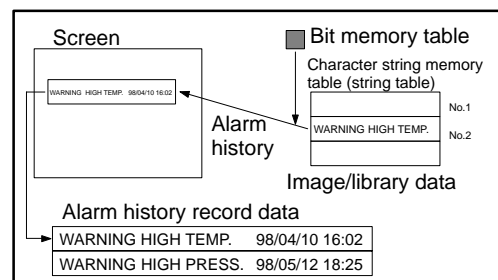 Screen
WARNING HIGH TEMP. 98/04/10 16:02
Bit memory table
Character string memory
table (string table)
No.1
WARNING HIGH TEMP.
No.2
Alarm
history
Image/library data
Alarm history record data
WARNING HIGH TEMP. 98/04/10 16:02
WARNING HIGH PRESS. 98/05/12 18:25